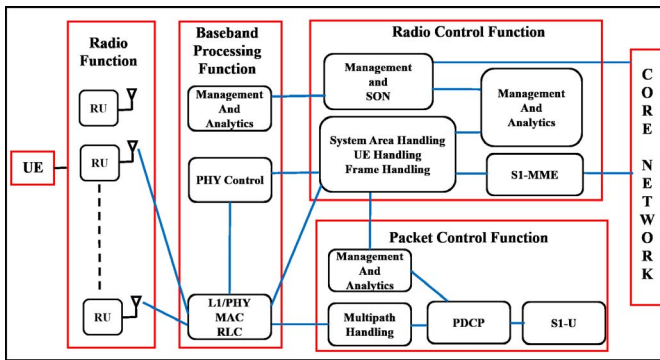 Radio
Function
RU
RU
RU
UE
Baseband
Processing
Function
Management
And
Analytics
PHY Control
L1/PHY
MAC
RLC
Radio Control Function
Management
and
SON
Management
And
Analytics
System Area Handling
UE Handling
Frame Handling
S1-MME
Packet Control Function
Management
And
Analytics
Multipath
Handling
PDCP
S1-U
C
O
R
E
N
E
T
W
O
R
K